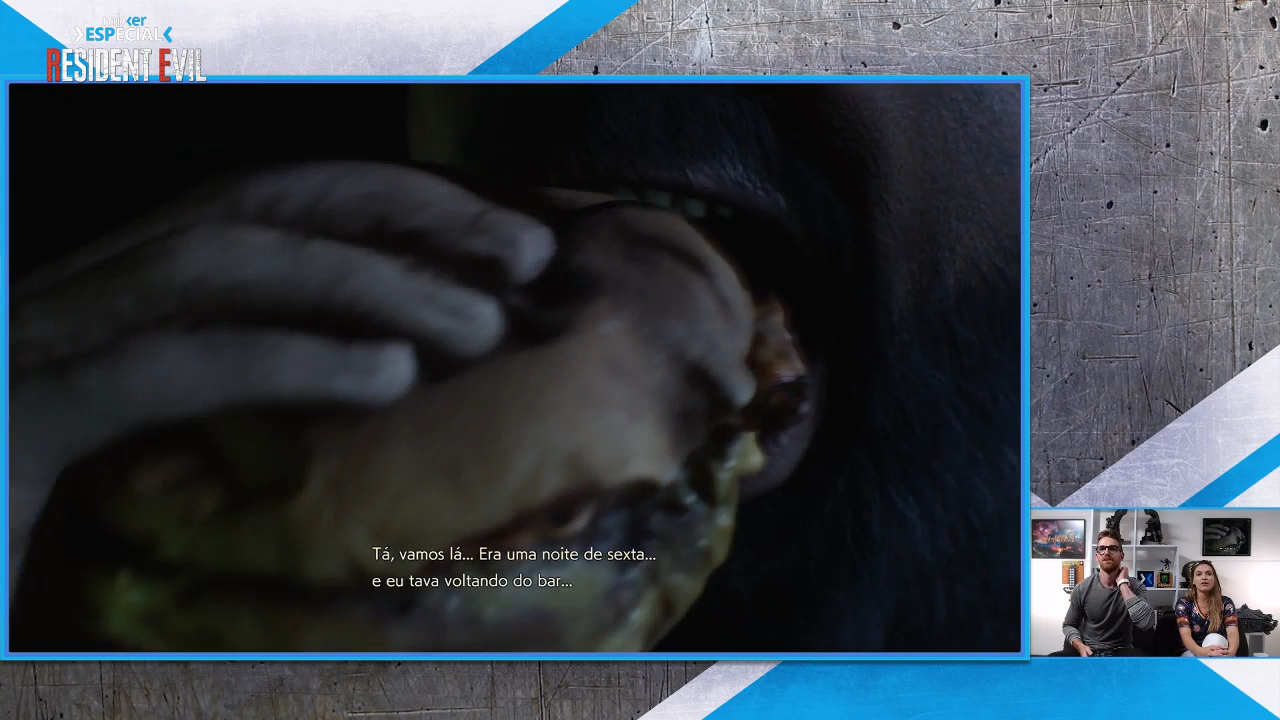 mixer
ESPECIAL
RESIDENT EVIL
Tá, vamos lá... Era uma noite de sexta...
e eu tava voltando do bar...